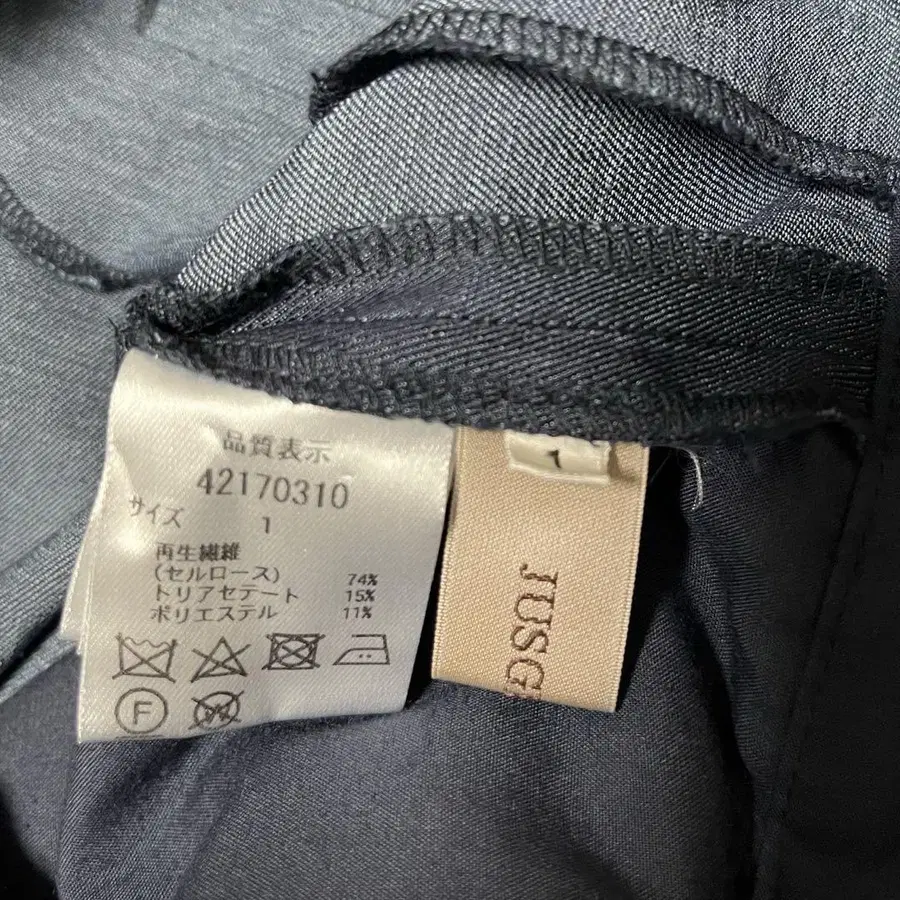 品質表示
42170310
サイズ 1
再生繊維
(セルロース) 74%
トリアセテート 15%
ポリエステル 11%
F
W
1
JUSG